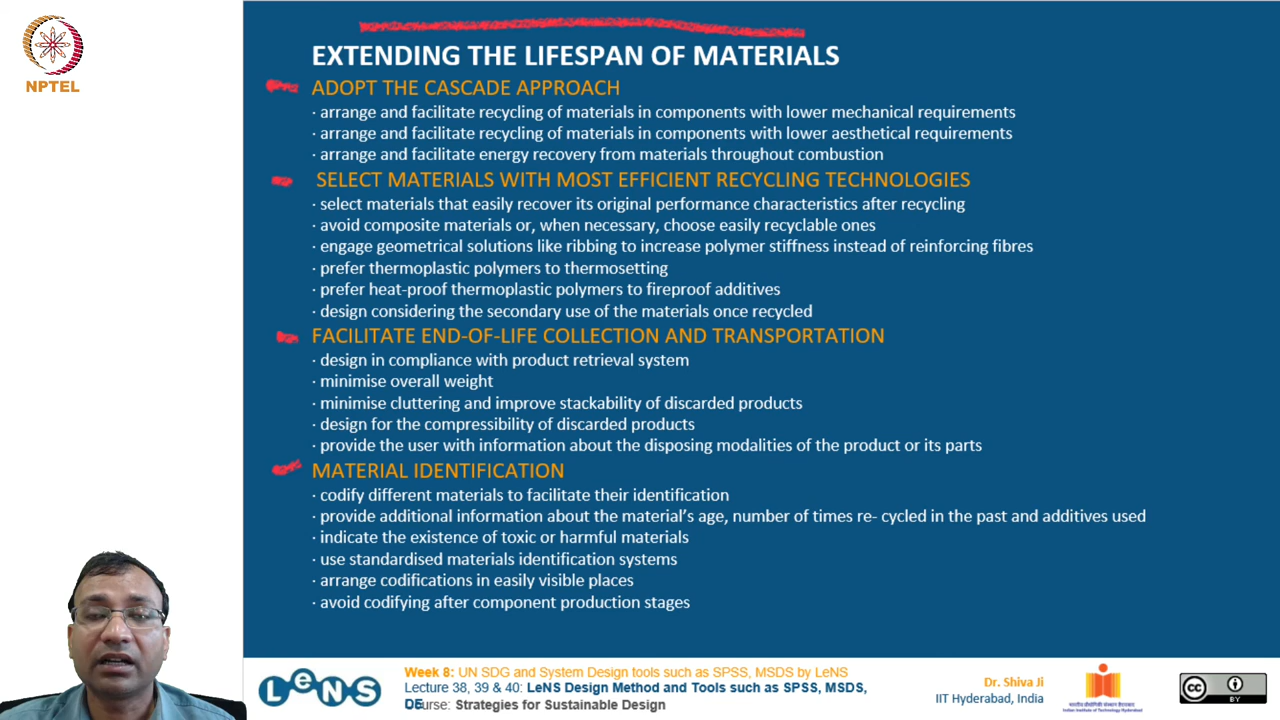 NPTEL
EXTENDING THE LIFESPAN OF MATERIALS
ADOPT THE CASCADE APPROACH
· arrange and facilitate recycling of materials in components with lower mechanical requirements
· arrange and facilitate recycling of materials in components with lower aesthetical requirements
· arrange and facilitate energy recovery from materials throughout combustion
SELECT MATERIALS WITH MOST EFFICIENT RECYCLING TECHNOLOGIES
· select materials that easily recover its original performance characteristics after recycling
· avoid composite materials or, when necessary, choose easily recyclable ones
· engage geometrical solutions like ribbing to increase polymer stiffness instead of reinforcing fibres
· prefer thermoplastic polymers to thermosetting
· prefer heat-proof thermoplastic polymers to fireproof additives
· design considering the secondary use of the materials once recycled
FACILITATE END-OF-LIFE COLLECTION AND TRANSPORTATION
· design in compliance with product retrieval system
· minimise overall weight
· minimise cluttering and improve stackability of discarded products
· design for the compressibility of discarded products
· provide the user with information about the disposing modalities of the product or its parts
MATERIAL IDENTIFICATION
· codify different materials to facilitate their identification
· provide additional information about the material's age, number of times re- cycled in the past and additives used
· indicate the existence of toxic or harmful materials
· use standardised materials identification systems
· arrange codifications in easily visible places
· avoid codifying after component production stages
LeNS
Week 8: UN SDG and System Design tools such as SPSS, MSDS by LeNS
Lecture 38, 39 & 40: LeNS Design Method and Tools such as SPSS, MSDS,
Course: Strategies for Sustainable Design
Dr. Shiva Ji
IIT Hyderabad, India
cc
BY